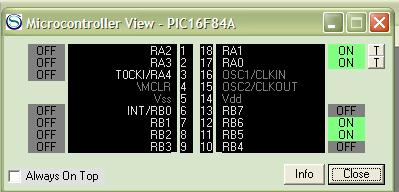 Microcontroller View - PIC16F84A
OFF RA2 1 18 RA1 ON T
OFF RA3 2 17 RA0 ON T
OFF T0CKI/RA4 3 16 OSC1/CLKIN
\MCLR 4 15 OSC2/CLKOUT
Vss 5 14 Vdd
OFF INT/RB0 6 13 RB7 OFF
OFF RB1 7 12 RB6 ON
OFF RB2 8 11 RB5 ON
OFF RB3 9 10 RB4 OFF
Always On Top Info Close